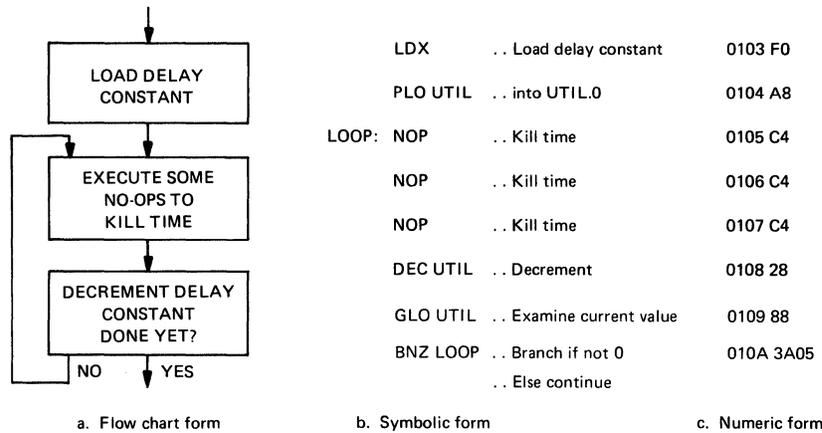 LOAD DELAY
CONSTANT
EXECUTE SOME
NO-OPS TO
KILL TIME
DECREMENT DELAY
CONSTANT
DONE YET?
NO YES
a. Flow chart form
LDX .. Load delay constant 0103 F0
PLO UTIL .. into UTIL.0 0104 A8
LOOP: NOP .. Kill time 0105 C4
NOP .. Kill time 0106 C4
NOP .. Kill time 0107 C4
DEC UTIL .. Decrement 0108 28
GLO UTIL .. Examine current value 0109 88
BNZ LOOP .. Branch if not 0 010A 3A05
.. Else continue
b. Symbolic form
c. Numeric form